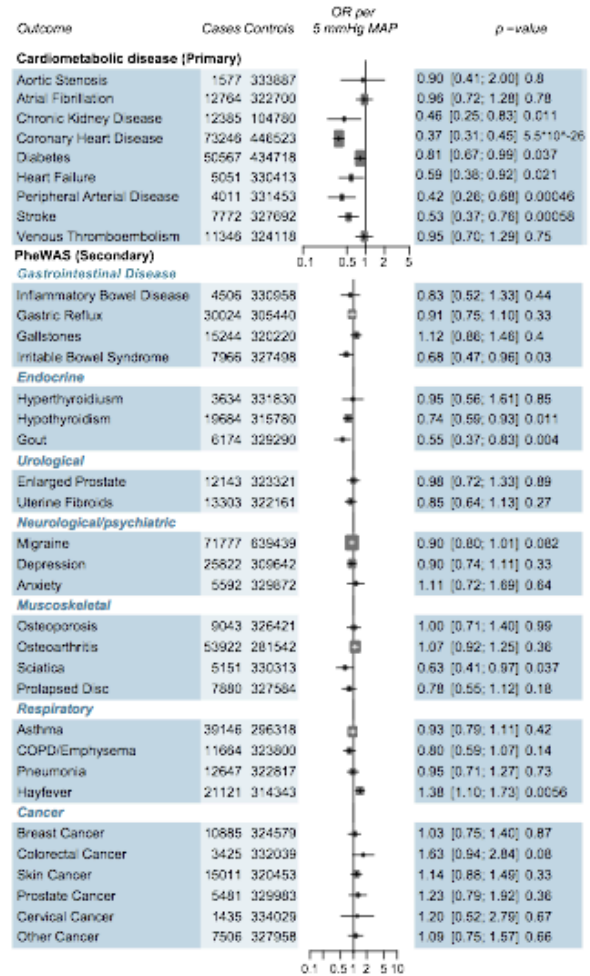 Outcome Cases Controls OR per 5 mmHg MAP p-value
Cardiometabolic disease (Primary)
Aortic Stenosis 1577 333887 0.90 [0.41; 2.00] 0.8
Atrial Fibrillation 12764 322700 0.96 [0.72; 1.28] 0.78
Chronic Kidney Disease 12385 104780 0.46 [0.25; 0.83] 0.011
Coronary Heart Disease 73246 446523 0.37 [0.31; 0.45] 5.5*10^-26
Diabetes 50567 434718 0.81 [0.67; 0.99] 0.037
Heart Failure 5051 330413 0.59 [0.38; 0.92] 0.021
Peripheral Arterial Disease 4011 331453 0.42 [0.26; 0.68] 0.00046
Stroke 7772 327692 0.53 [0.37; 0.76] 0.00058
Venous Thromboembolism 11346 324118 0.95 [0.70; 1.29] 0.75
0.1 0.5 1 2 5
PheWAS (Secondary)
Gastrointestinal Disease
Inflammatory Bowel Disease 4506 330958 0.83 [0.52; 1.33] 0.44
Gastric Reflux 30024 305440 0.91 [0.75; 1.10] 0.33
Gallstones 15244 320220 1.12 [0.86; 1.46] 0.4
Irritable Bowel Syndrome 7966 327498 0.68 [0.47; 0.96] 0.03
Endocrine
Hyperthyroidiusm 3634 331830 0.95 [0.56; 1.61] 0.85
Hypothyroidism 19684 315780 0.74 [0.59; 0.93] 0.011
Gout 6174 329290 0.55 [0.37; 0.83] 0.004
Urological
Enlarged Prostate 12143 323321 0.98 [0.72; 1.33] 0.89
Uterine Fibroids 13303 322161 0.85 [0.64; 1.13] 0.27
Neurological/psychiatric
Migraine 71777 639439 0.90 [0.80; 1.01] 0.082
Depression 25822 309642 0.90 [0.74; 1.11] 0.33
Anxiety 5592 329872 1.11 [0.72; 1.69] 0.64
Muscoskeletal
Osteoporosis 9043 326421 1.00 [0.71; 1.40] 0.99
Osteoarthritis 53922 281542 1.07 [0.92; 1.25] 0.36
Sciatica 5151 330313 0.63 [0.41; 0.97] 0.037
Prolapsed Disc 7880 327584 0.78 [0.55; 1.12] 0.18
Respiratory
Asthma 39146 296318 0.93 [0.79; 1.11] 0.42
COPD/Emphysema 11664 323800 0.80 [0.59; 1.07] 0.14
Pneumonia 12647 322817 0.95 [0.71; 1.27] 0.73
Hayfever 21121 314343 1.38 [1.10; 1.73] 0.0056
Cancer
Breast Cancer 10885 324579 1.03 [0.75; 1.40] 0.87
Colorectal Cancer 3425 332039 1.63 [0.94; 2.84] 0.08
Skin Cancer 15011 320453 1.14 [0.88; 1.49] 0.33
Prostate Cancer 5481 329983 1.23 [0.79; 1.92] 0.36
Cervical Cancer 1435 334029 1.20 [0.52; 2.79] 0.67
Other Cancer 7506 327958 1.09 [0.75; 1.57] 0.66
0.1 0.5 1 2 5 10